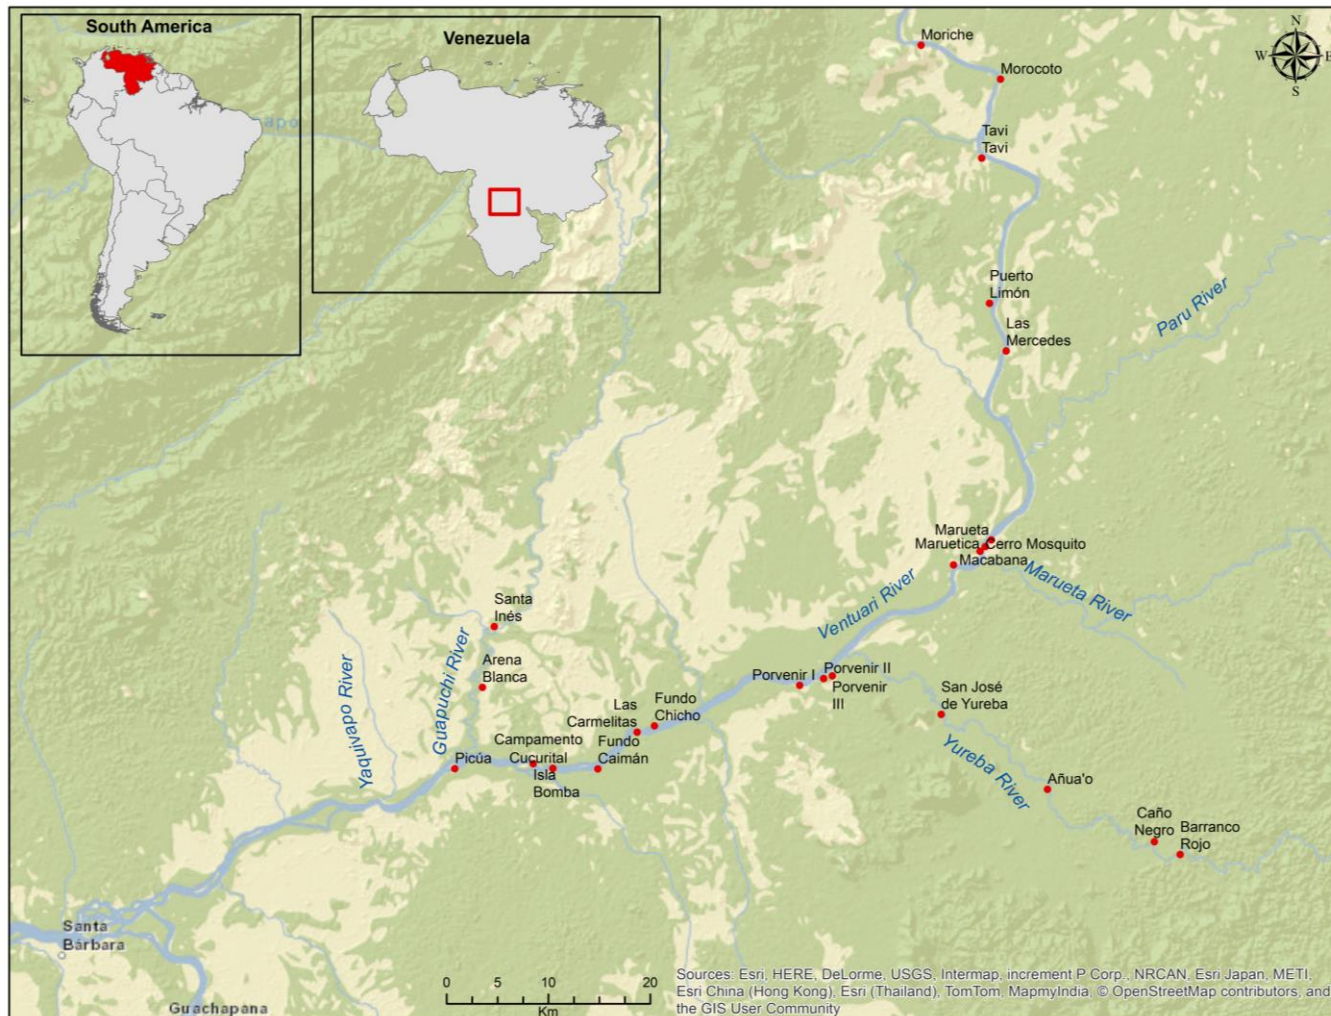 South America
Venezuela
N
W
E
S
Moriche
Morocoto
Tavi
Tavi
Puerto
Limón
Las
Mercedes
Paru River
Marueta
Maruetica
Cerro Mosquito
Macabana
Marueta River
Ventuari River
Santa
Inés
Arena
Blanca
Guapuchi River
Yaquivapo River
Porvenir I
Porvenir II
Porvenir
III
San José
de Yureba
Yureba River
Añua'o
Caño
Negro
Barranco
Rojo
Las
Carmelitas
Fundo
Chicho
Fundo
Caimán
Campamento
Cucurital
Isla
Bomba
Picúa
Santa
Bárbara
Guachapana
0 10 20
Km
Sources: Esri, HERE, DeLorme, USGS, Intermap, increment P Corp., NRCAN, Esri Japan, METI,
Esri China (Hong Kong), Esri (Thailand), TomTom, MapmyIndia, © OpenStreetMap contributors, and
the GIS User Community